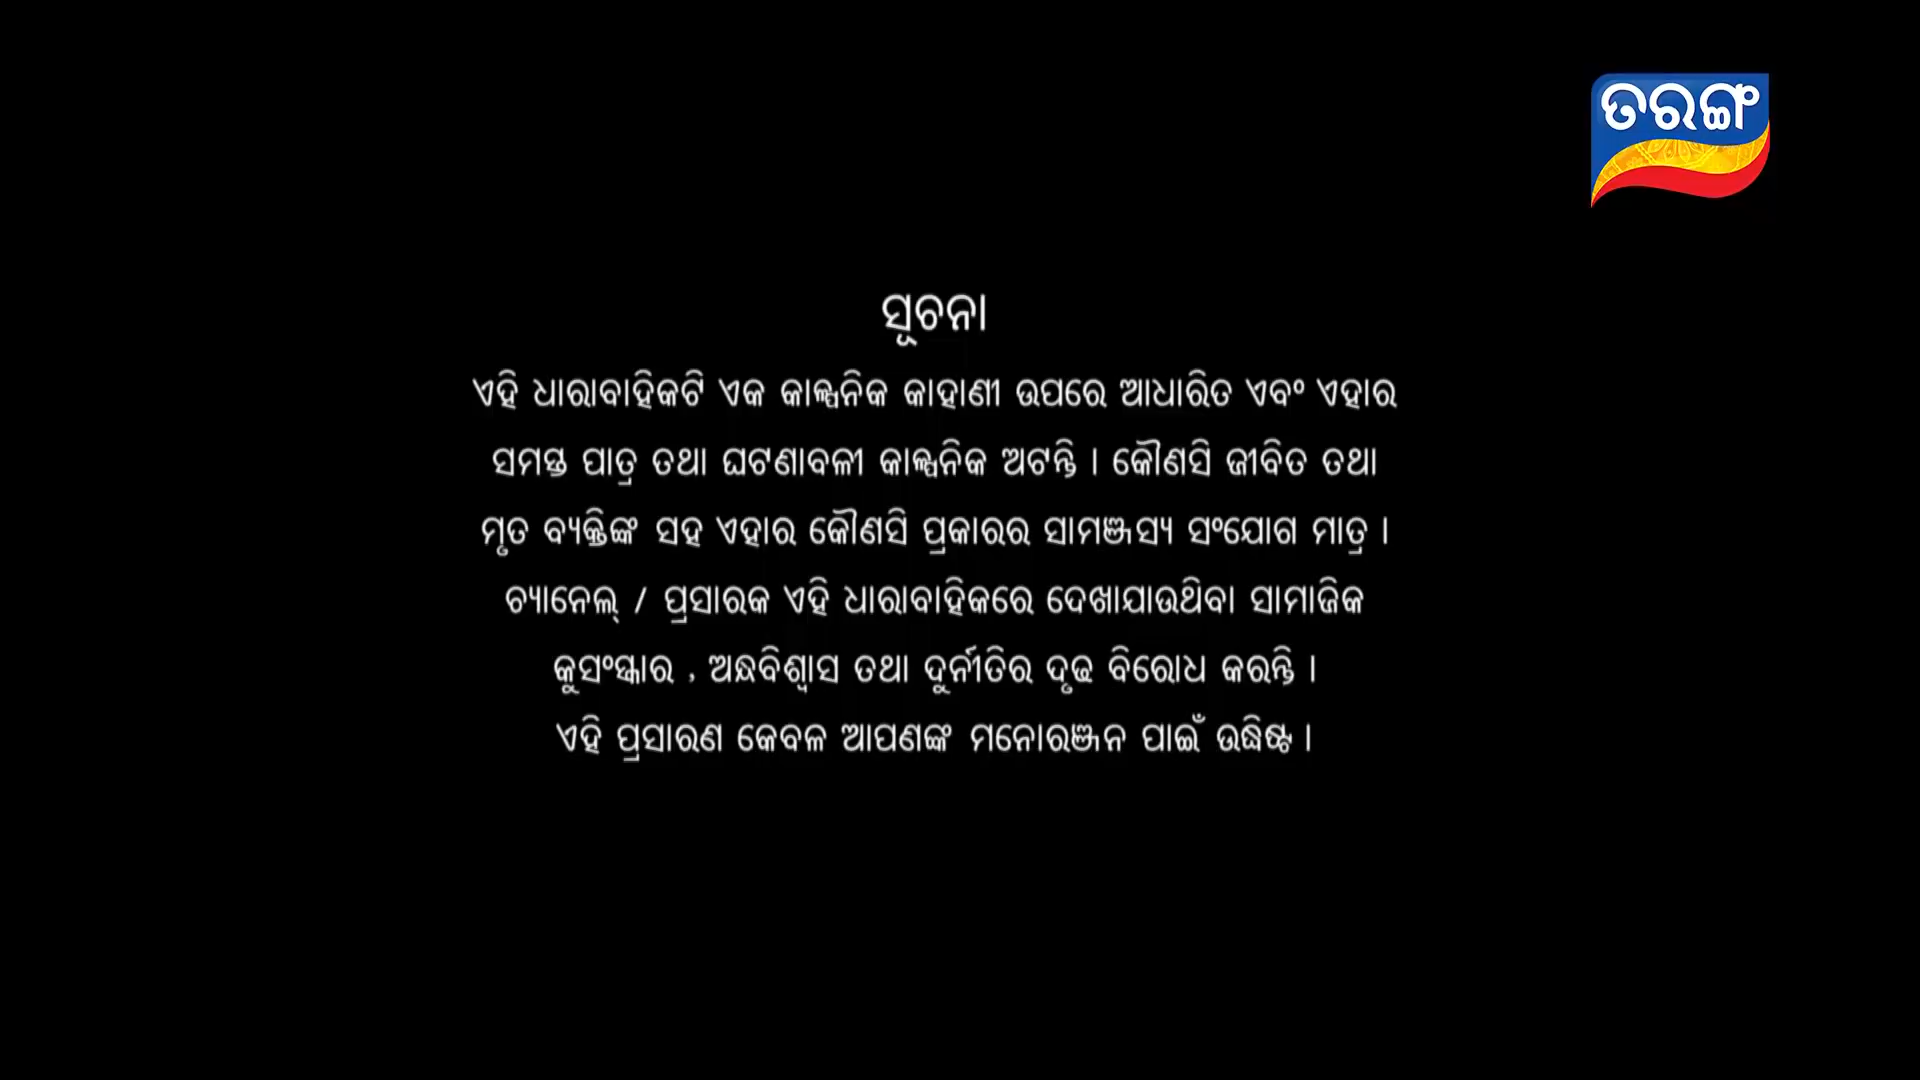 ତରଙ୍ଗ
ସୂଚନା
ଏହି ଧାରାବାହିକଟି ଏକ କାଳ୍ପନିକ କାହାଣୀ ଉପରେ ଆଧାରିତ ଏବଂ ଏହାର
ସମସ୍ତ ପାତ୍ର ତଥା ଘଟଣାବଳୀ କାଳ୍ପନିକ ଅଟନ୍ତି । କୌଣସି ଜୀବିତ ତଥା
ମୃତ ବ୍ୟକ୍ତିଙ୍କ ସହ ଏହାର କୌଣସି ପ୍ରକାରର ସାମଞ୍ଜସ୍ୟ ସଂଯୋଗ ମାତ୍ର ।
ଚ୍ୟାନେଲ୍ / ପ୍ରସାରକ ଏହି ଧାରାବାହିକରେ ଦେଖାଯାଉଥିବା ସାମାଜିକ
କୁସଂସ୍କାର , ଅନ୍ଧବିଶ୍ୱାସ ତଥା ଦୁର୍ନୀତିର ଦୃଢ ବିରୋଧ କରନ୍ତି ।
ଏହି ପ୍ରସାରଣ କେବଳ ଆପଣଙ୍କ ମନୋରଞ୍ଜନ ପାଇଁ ଉଦ୍ଧିଷ୍ଟ ।